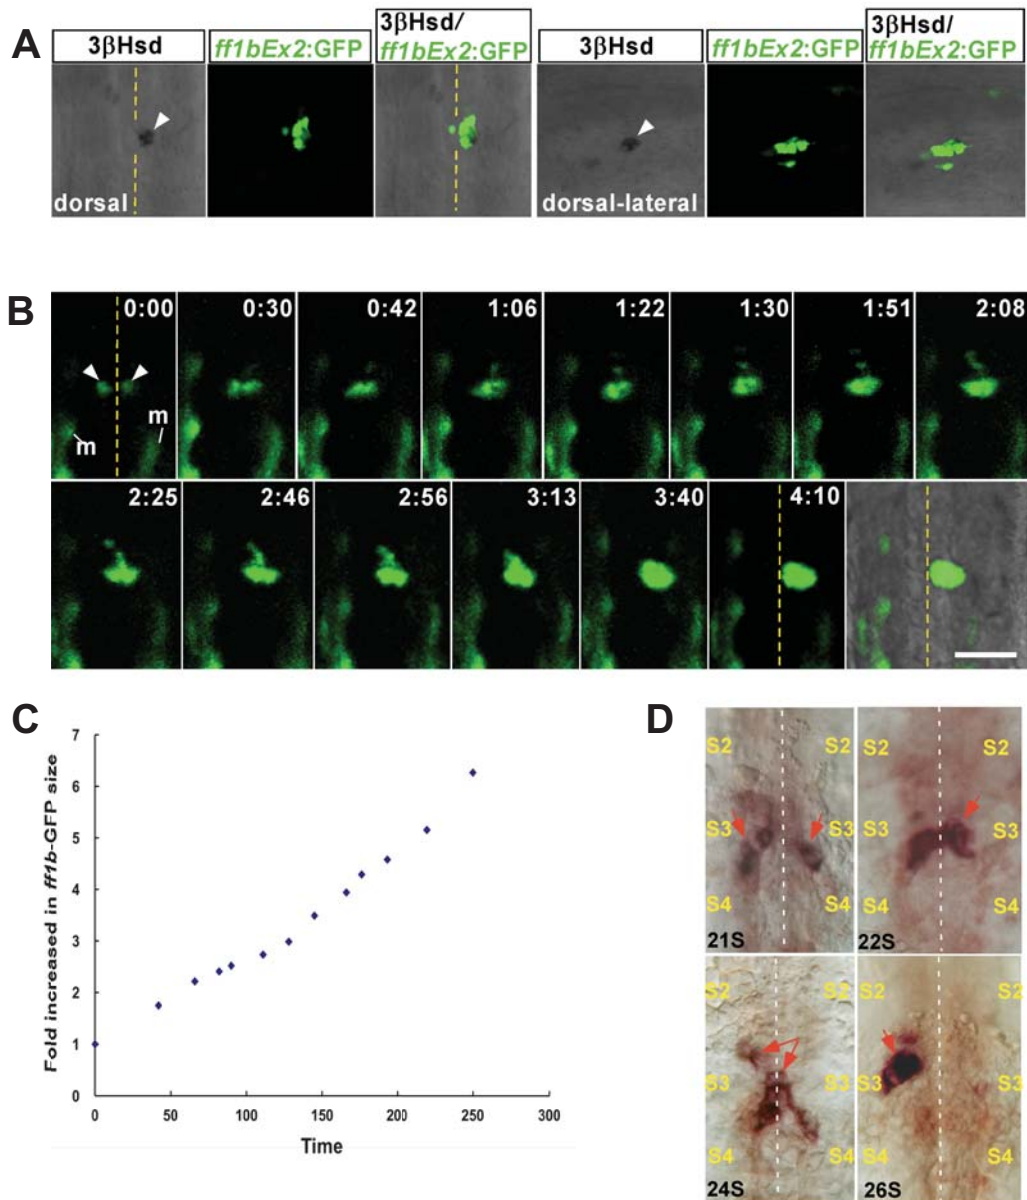 A
3βHsd
ff1bEx2:GFP
3βHsd/
ff1bEx2:GFP
3βHsd
ff1bEx2:GFP
3βHsd/
ff1bEx2:GFP
dorsal
dorsal-lateral
B
0:00
0:30
0:42
1:06
1:22
1:30
1:51
2:08
m
m
2:25
2:46
2:56
3:13
3:40
4:10
C
Fold increased in ff1b-GFP size
7
6
5
4
3
2
1
0
0 50 100 150 200 250 300
Time
D
S2 S2
S3 S3
S4 S4
21S
S2 S2
S3 S3
S4 S4
22S
S2 S2
S3 S3
S4 S4
24S
S2 S2
S3 S3
S4 S4
26S